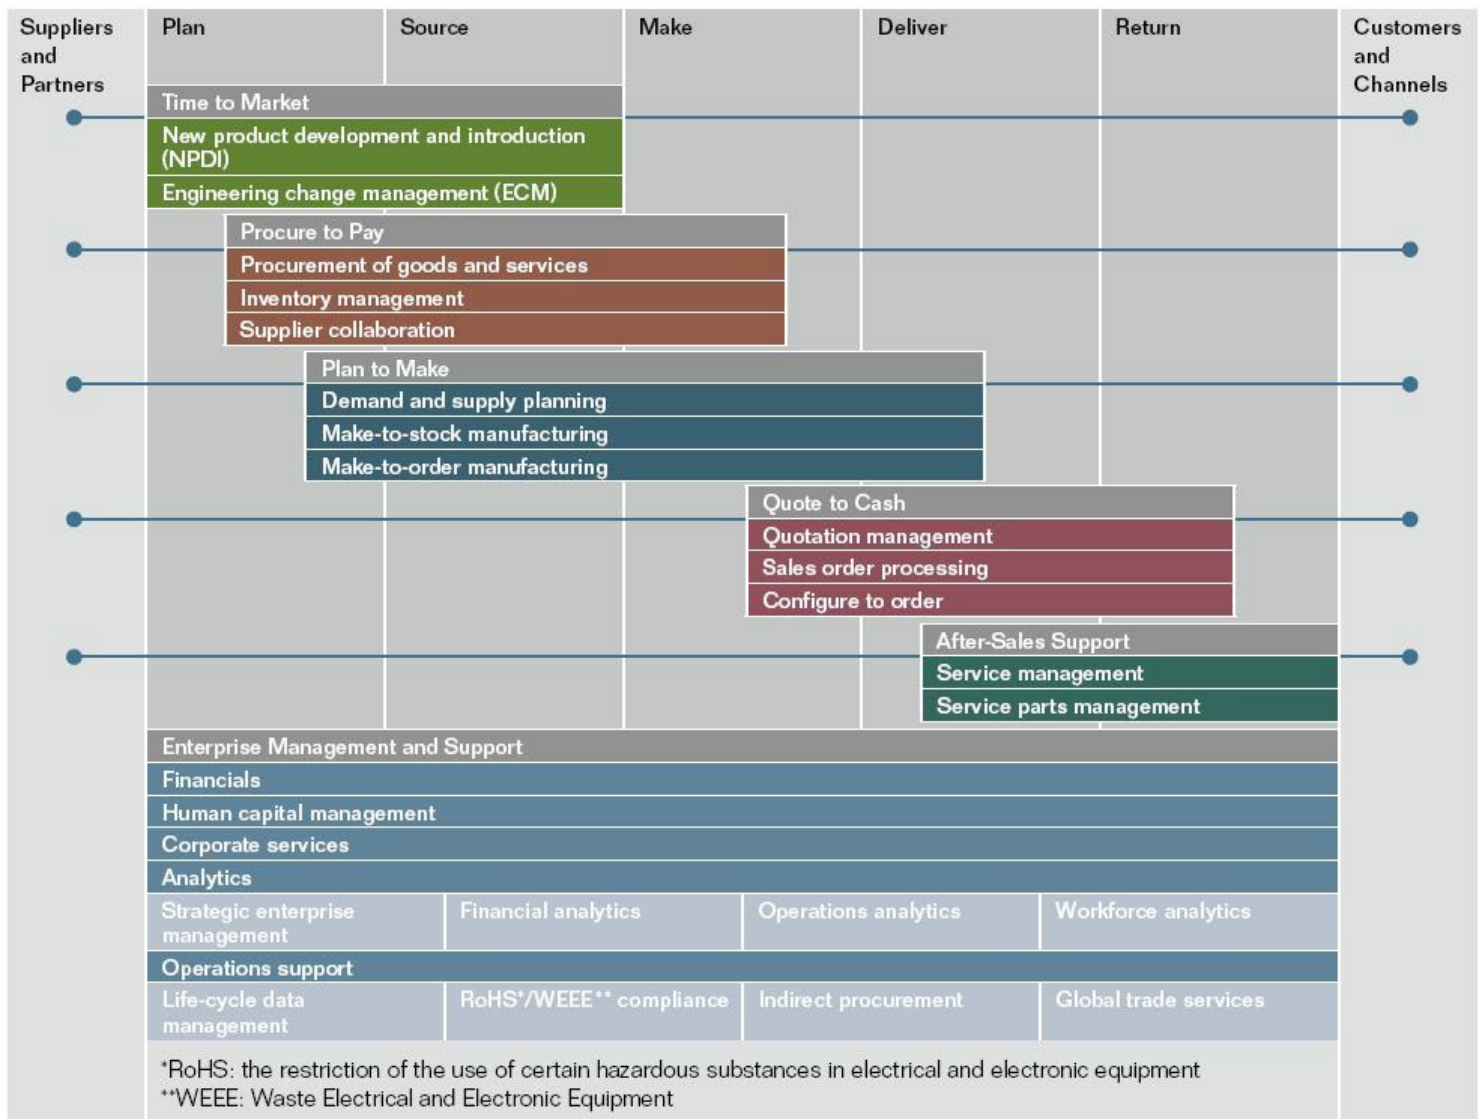 Suppliers
and
Partners
Plan
Source
Make
Deliver
Return
Customers
and
Channels
Time to Market
New product development and introduction
(NPDI)
Engineering change management (ECM)
Procure to Pay
Procurement of goods and services
Inventory management
Supplier collaboration
Plan to Make
Demand and supply planning
Make-to-stock manufacturing
Make-to-order manufacturing
Quote to Cash
Quotation management
Sales order processing
Configure to order
After-Sales Support
Service management
Service parts management
Enterprise Management and Support
Financials
Human capital management
Corporate services
Analytics
Strategic enterprise
management
Financial analytics
Operations analytics
Workforce analytics
Operations support
Life-cycle data
management
RoHS*/WEEE** compliance
Indirect procurement
Global trade services
*RoHS: the restriction of the use of certain hazardous substances in electrical and electronic equipment
**WEEE: Waste Electrical and Electronic Equipment